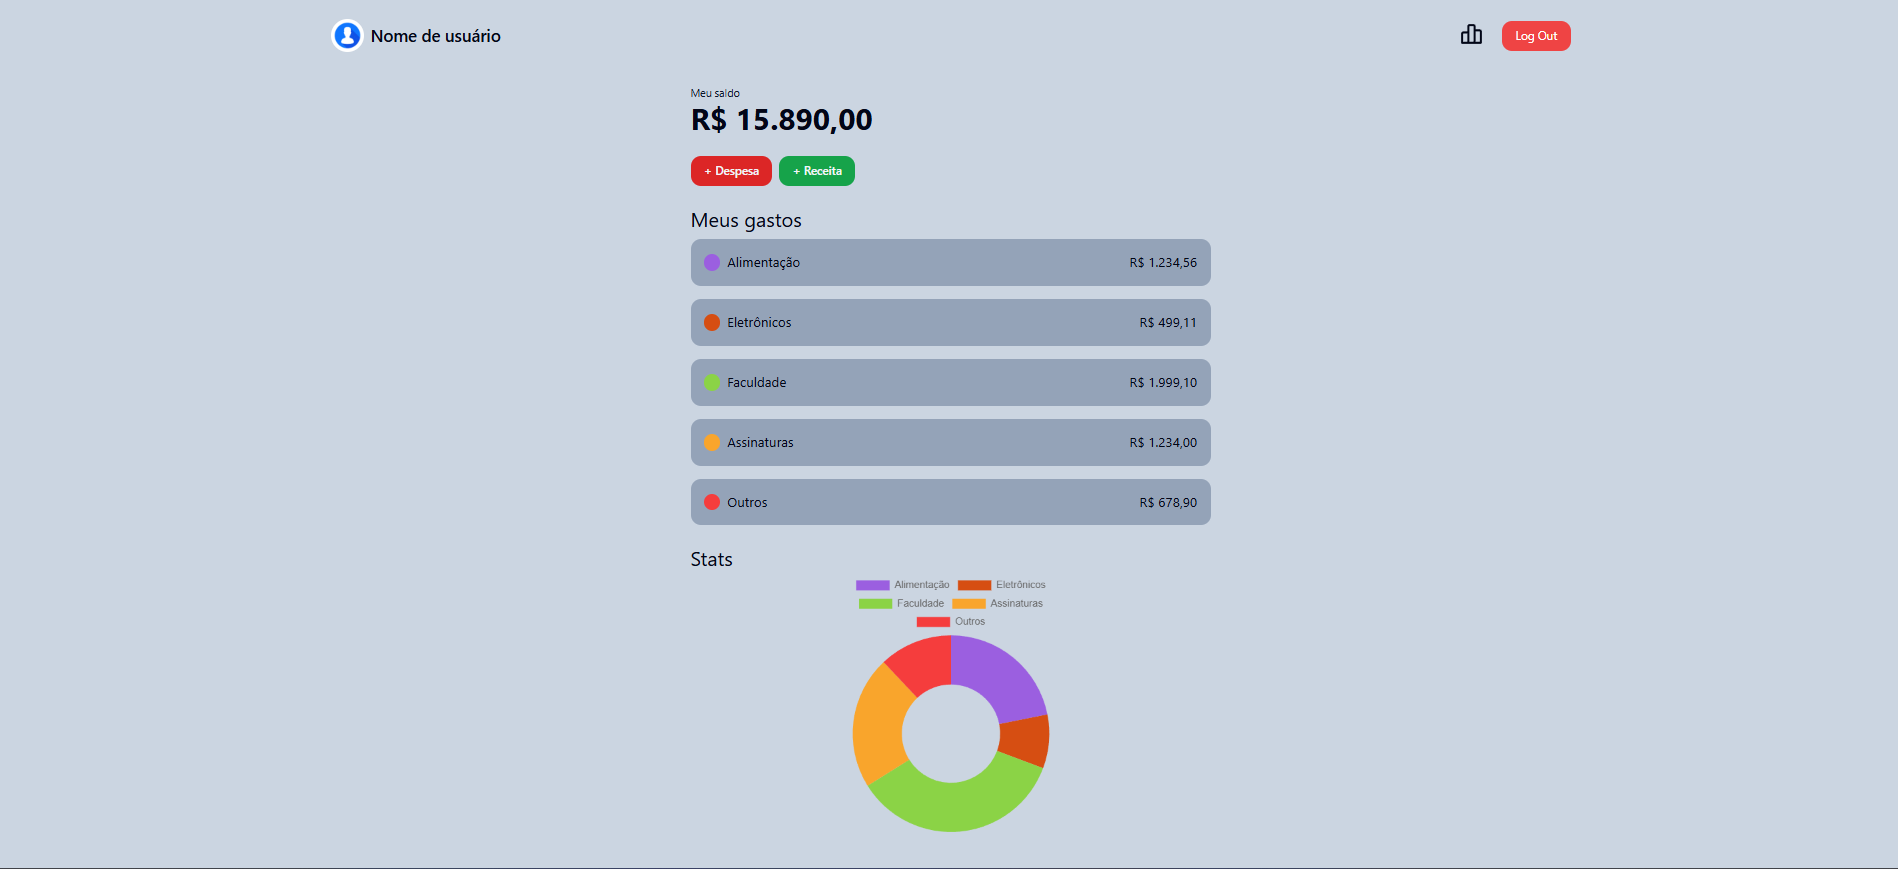 Nome de usuário
Log Out
Meu saldo
R$ 15.890,00
+ Despesa + Receita
Meus gastos
Alimentação R$ 1.234,56
Eletrônicos R$ 499,11
Faculdade R$ 1.999,10
Assinaturas R$ 1.234,00
Outros R$ 678,90
Stats
Alimentação Eletrônicos
Faculdade Assinaturas
Outros